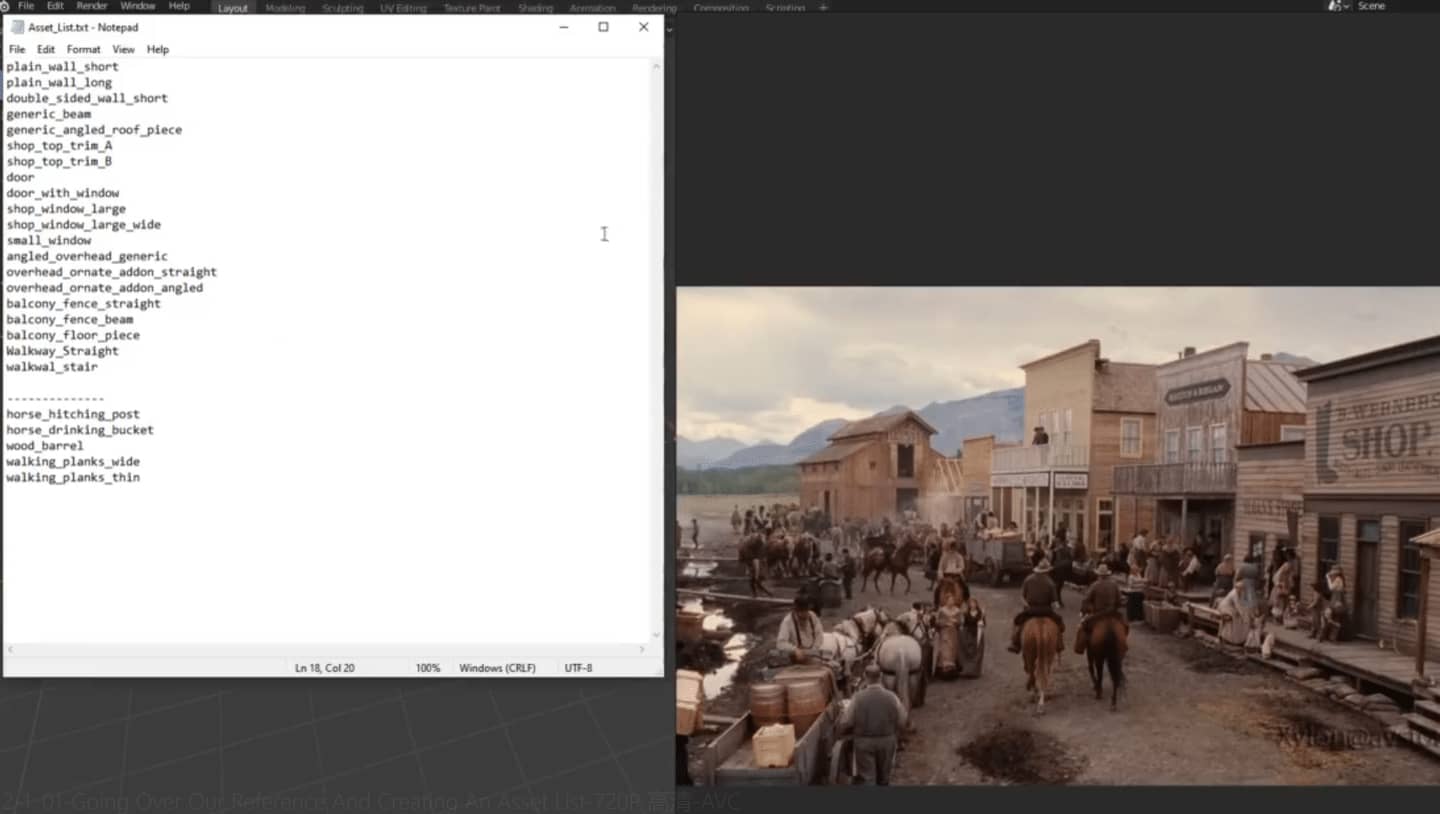 File Edit Render Window Help Layout Modeling Sculpting UV Editing Texture Paint Shading Animation Rendering Compositing Scripting + Scene
Asset_List.txt - Notepad
File Edit Format View Help
plain_wall_short
plain_wall_long
double_sided_wall_short
generic_beam
generic_angled_roof_piece
shop_top_trim_A
shop_top_trim_B
door
door_with_window
shop_window_large
shop_window_large_wide
small_window
angled_overhead_generic
overhead_ornate_addon_straight
overhead_ornate_addon_angled
balcony_fence_straight
balcony_fence_beam
balcony_floor_piece
Walkway_Straight
walkwal_stair
--------------
horse_hitching_post
horse_drinking_bucket
wood_barrel
walking_planks_wide
walking_planks_thin
Ln 18, Col 20 100% Windows (CRLF) UTF-8
SHOP
2-1-01-Going Over Our Reference And Creating An Asset List-720P 高清-AVC